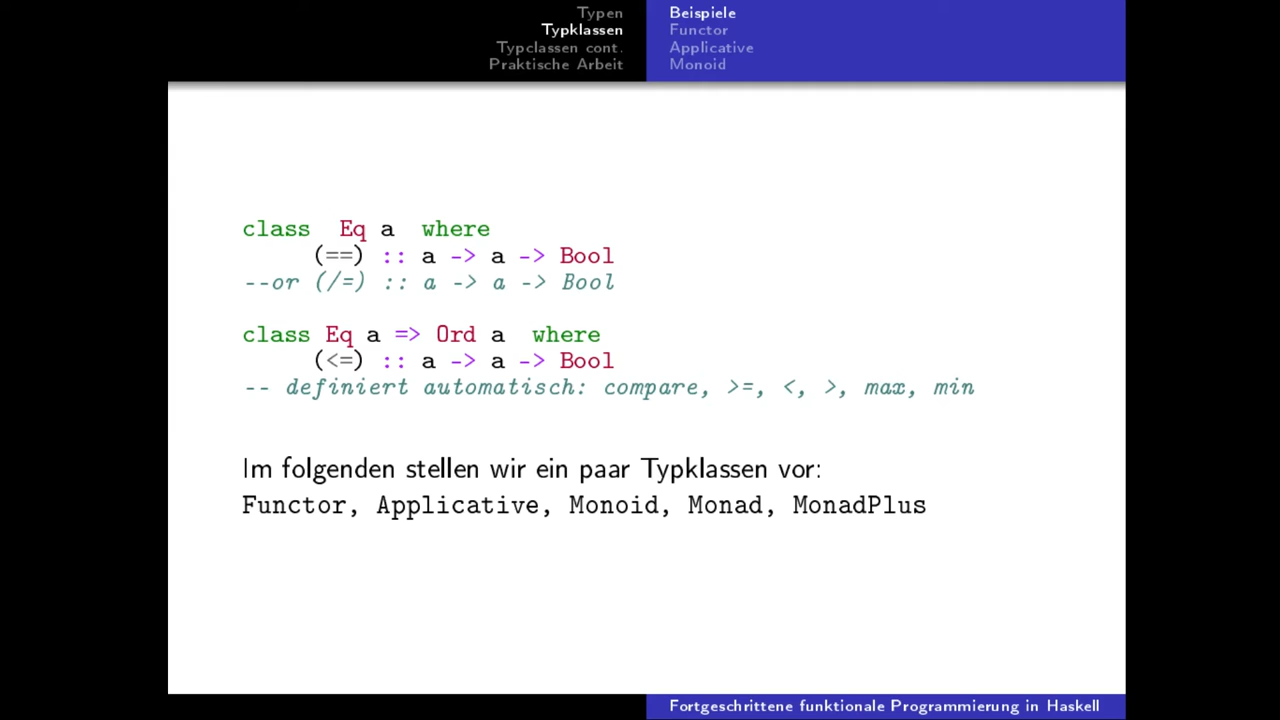 Typen
Typklassen
Typclassen cont.
Praktische Arbeit
Beispiele
Functor
Applicative
Monoid
class Eq a where
(==) :: a -> a -> Bool
--or (/=) :: a -> a -> Bool
class Eq a => Ord a where
(<=) :: a -> a -> Bool
-- definiert automatisch: compare, >=, <, >, max, min
Im folgenden stellen wir ein paar Typklassen vor:
Functor, Applicative, Monoid, Monad, MonadPlus
Fortgeschrittene funktionale Programmierung in Haskell